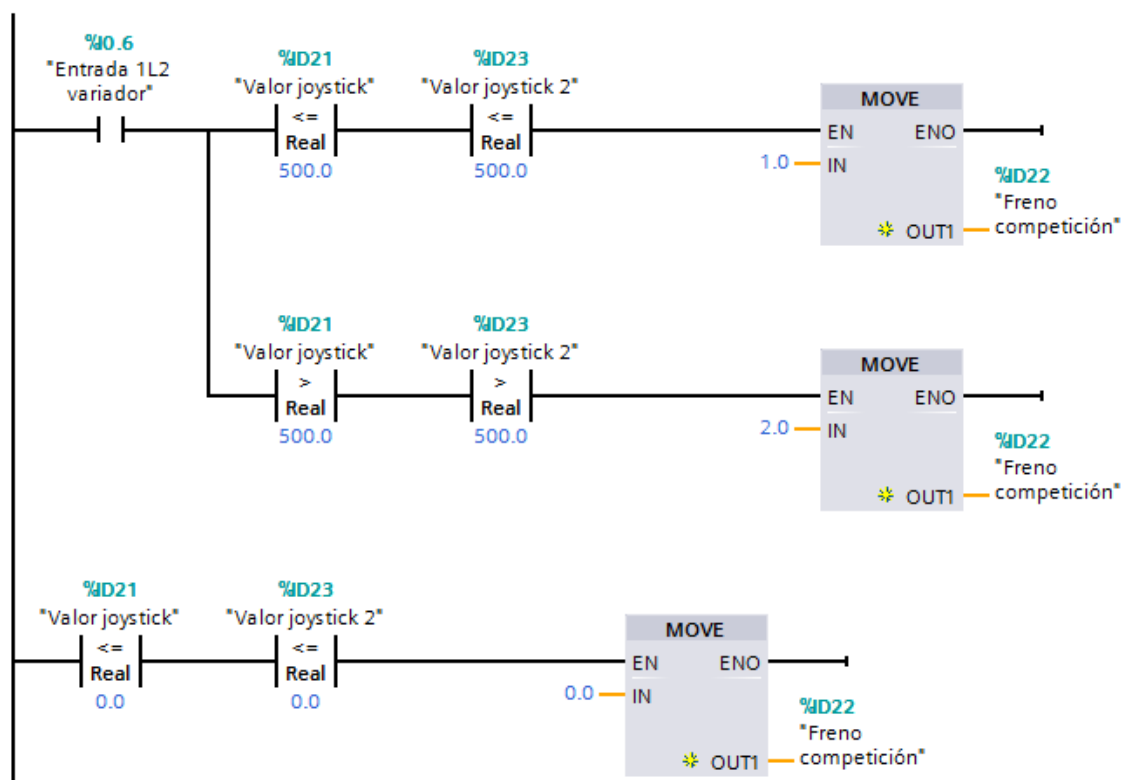 %I0.6
"Entrada 1L2
variador"
%ID21
"Valor joystick"
<=
Real
500.0
%ID23
"Valor joystick 2"
<=
Real
500.0
MOVE
EN ENO
1.0 IN
OUT1
%ID22
"Freno
competición"
%ID21
"Valor joystick"
>
Real
500.0
%ID23
"Valor joystick 2"
>
Real
500.0
MOVE
EN ENO
2.0 IN
OUT1
%ID22
"Freno
competición"
%ID21
"Valor joystick"
<=
Real
0.0
%ID23
"Valor joystick 2"
<=
Real
0.0
MOVE
EN ENO
0.0 IN
OUT1
%ID22
"Freno
competición"